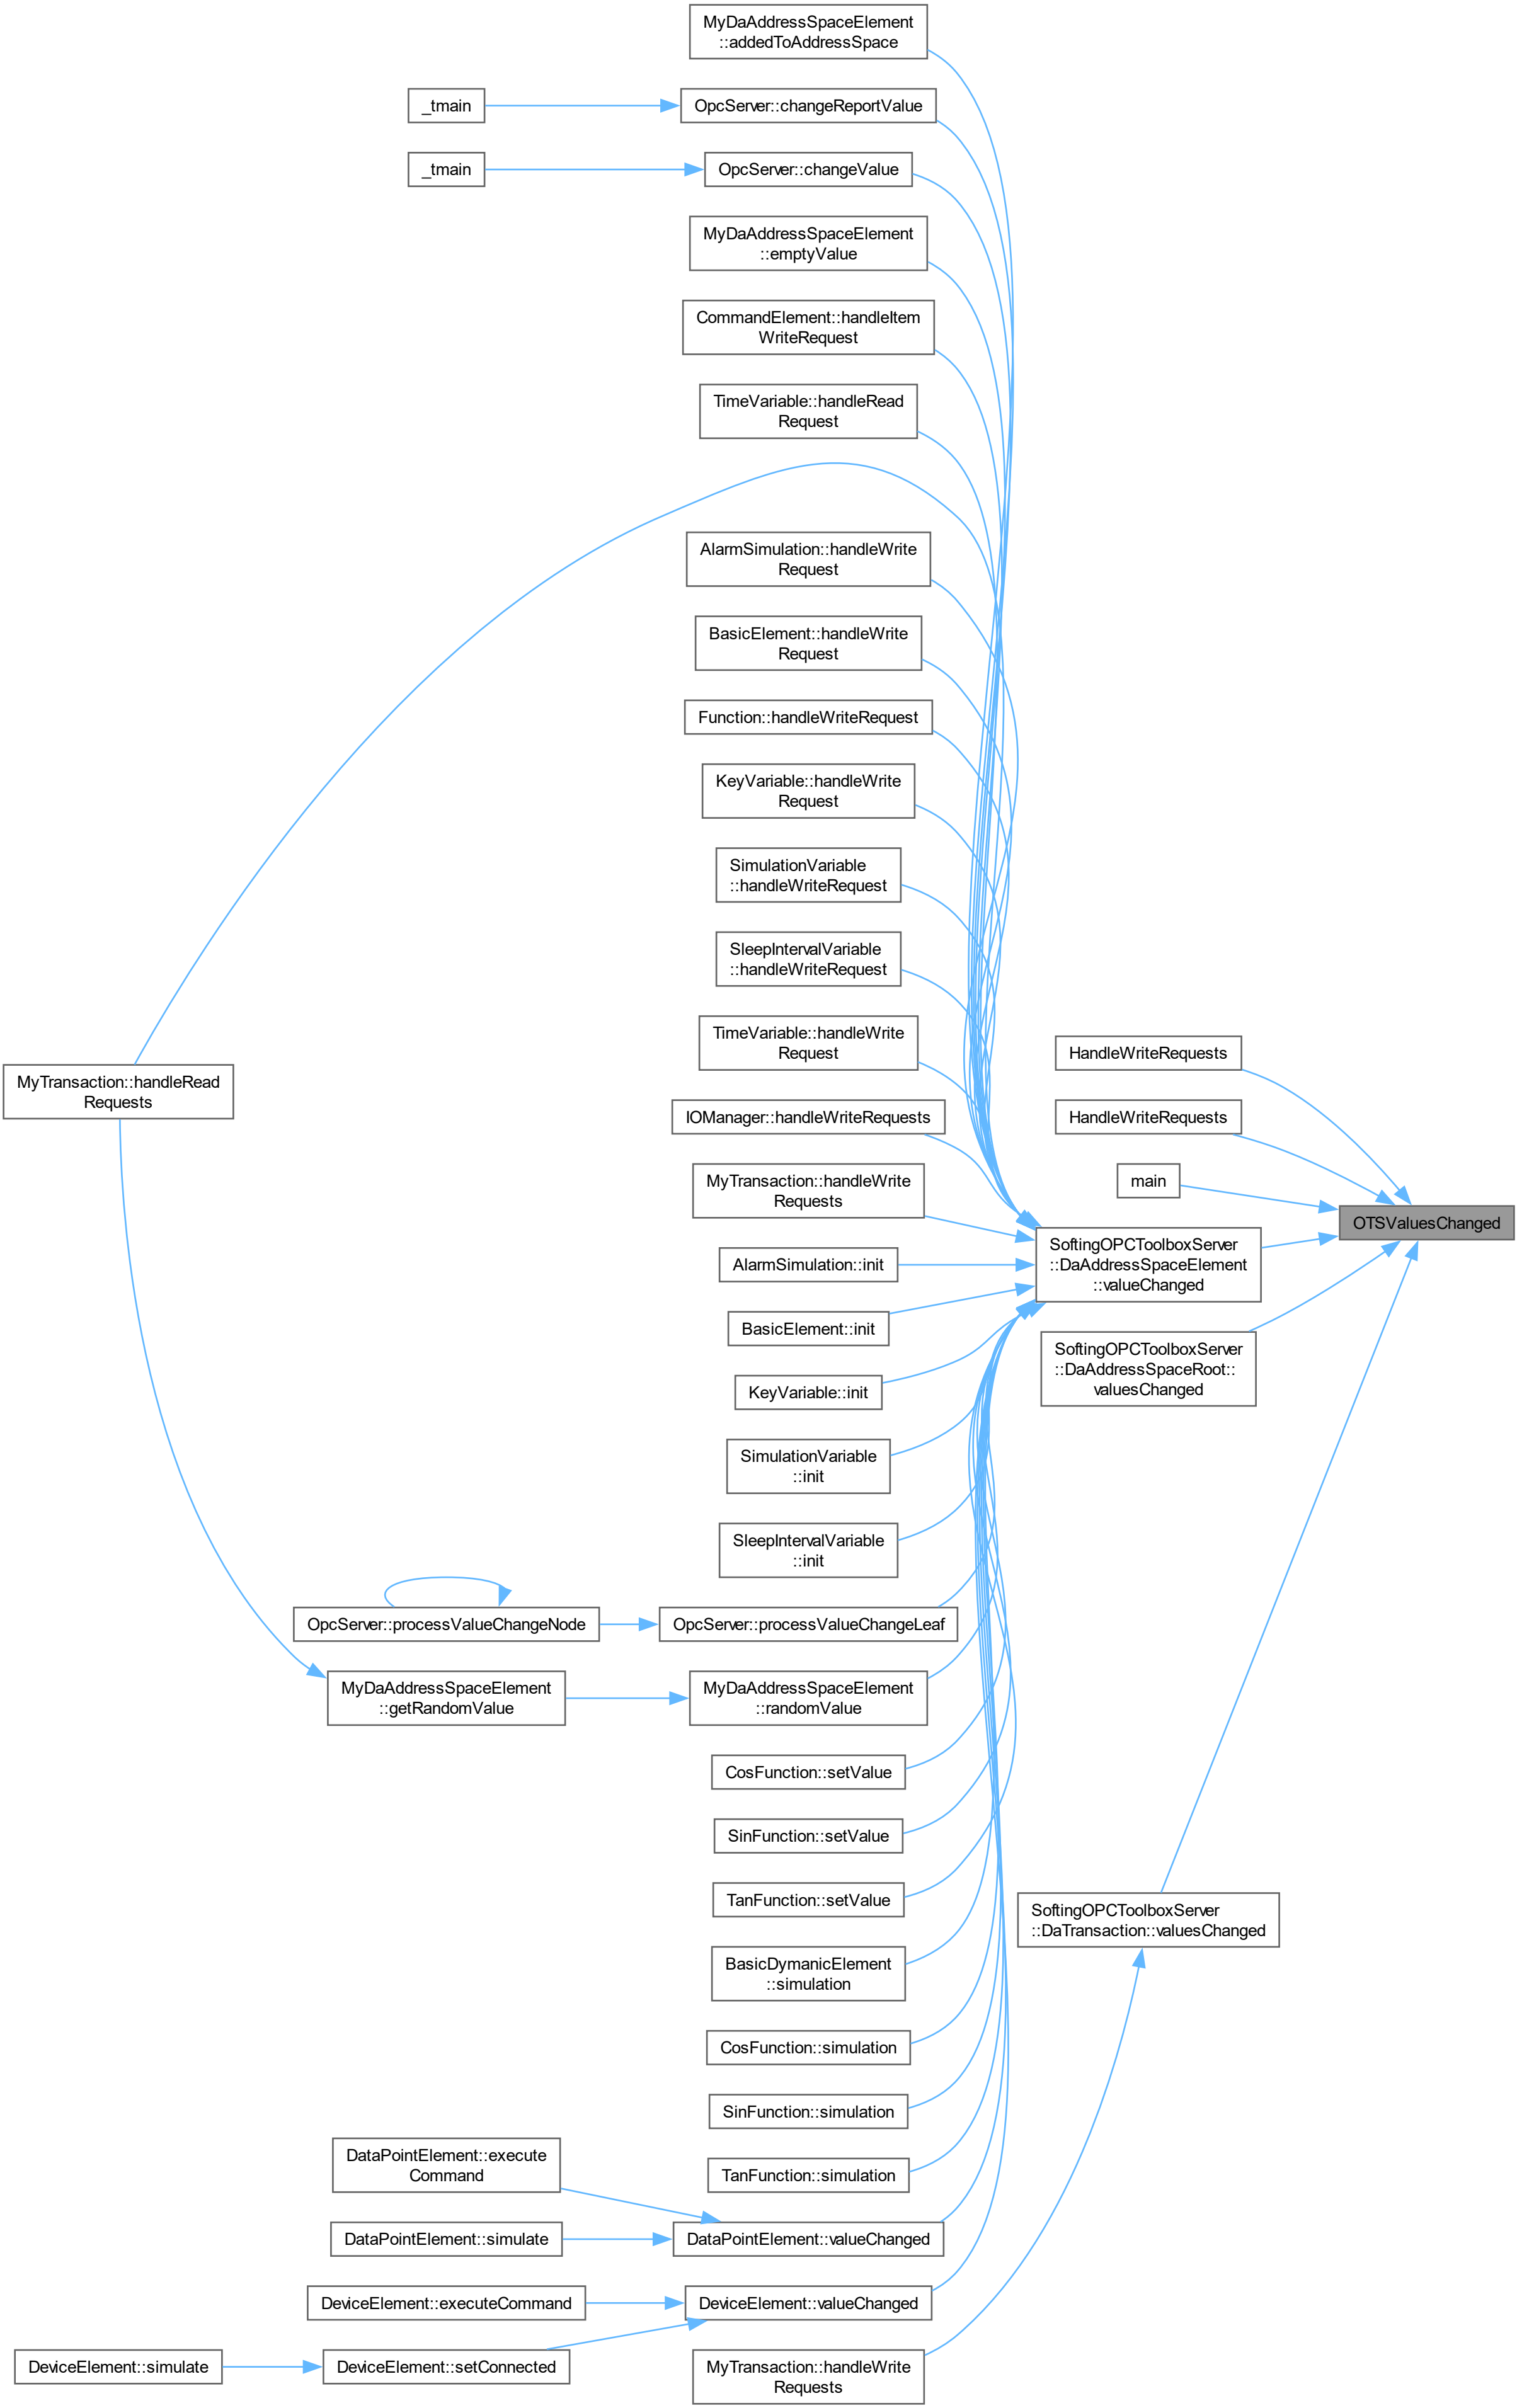 MyDaAddressSpaceElement
::addedToAddressSpace
_tmain
OpcServer::changeReportValue
_tmain
OpcServer::changeValue
MyDaAddressSpaceElement
::emptyValue
CommandElement::handleItem
WriteRequest
TimeVariable::handleRead
Request
AlarmSimulation::handleWrite
Request
BasicElement::handleWrite
Request
Function::handleWriteRequest
KeyVariable::handleWrite
Request
SimulationVariable
::handleWriteRequest
SleepIntervalVariable
::handleWriteRequest
TimeVariable::handleWrite
Request
HandleWriteRequests
MyTransaction::handleRead
Requests
IOManager::handleWriteRequests
HandleWriteRequests
MyTransaction::handleWrite
Requests
main
OTSValuesChanged
SoftingOPCToolboxServer
::DaAddressSpaceElement
::valueChanged
AlarmSimulation::init
BasicElement::init
SoftingOPCToolboxServer
::DaAddressSpaceRoot::
valuesChanged
KeyVariable::init
SimulationVariable
::init
SleepIntervalVariable
::init
OpcServer::processValueChangeNode
OpcServer::processValueChangeLeaf
MyDaAddressSpaceElement
::getRandomValue
MyDaAddressSpaceElement
::randomValue
CosFunction::setValue
SinFunction::setValue
TanFunction::setValue
SoftingOPCToolboxServer
::DaTransaction::valuesChanged
BasicDymanicElement
::simulation
CosFunction::simulation
SinFunction::simulation
DataPointElement::execute
Command
TanFunction::simulation
DataPointElement::simulate
DataPointElement::valueChanged
DeviceElement::executeCommand
DeviceElement::valueChanged
DeviceElement::simulate
DeviceElement::setConnected
MyTransaction::handleWrite
Requests